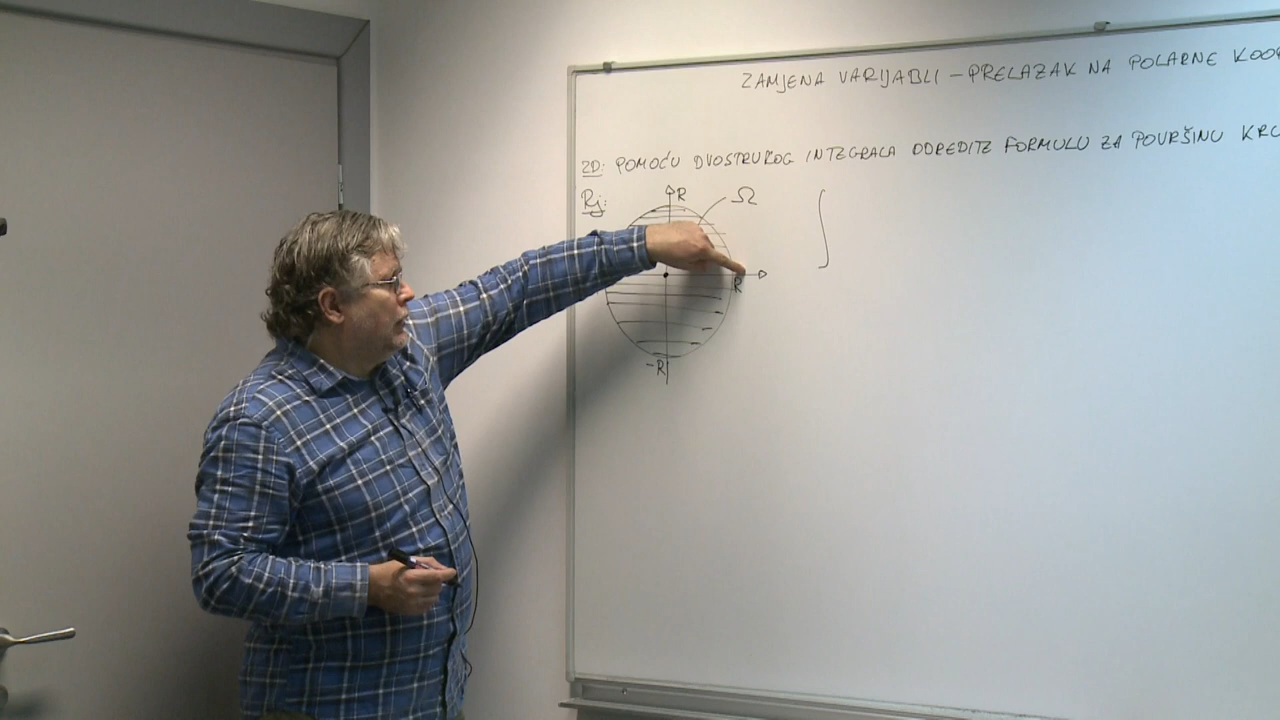 ZAMJENA VARIJABLI - PRELAZAK NA POLARNE
ZD: POMOĆU DVOSTRUKOG INTEGRALA ODREDITE FORMULU ZA POVRŠINU
Rj:
R
Ω
∫
R
-R